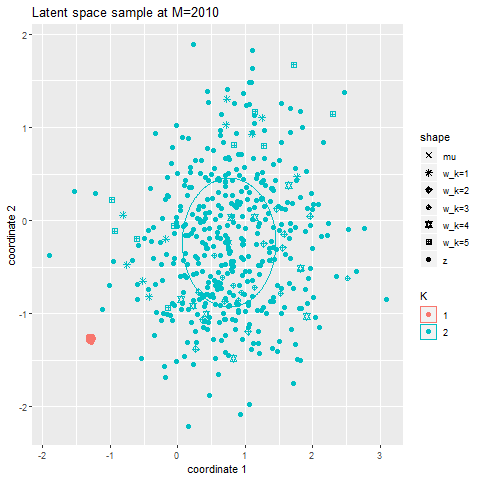 Latent space sample at M=2010
shape
mu
w_k=1
w_k=2
w_k=3
w_k=4
w_k=5
z
K
1
2
2
1
0
-1
-2
coordinate 2
-2
-1
0
1
2
3
coordinate 1